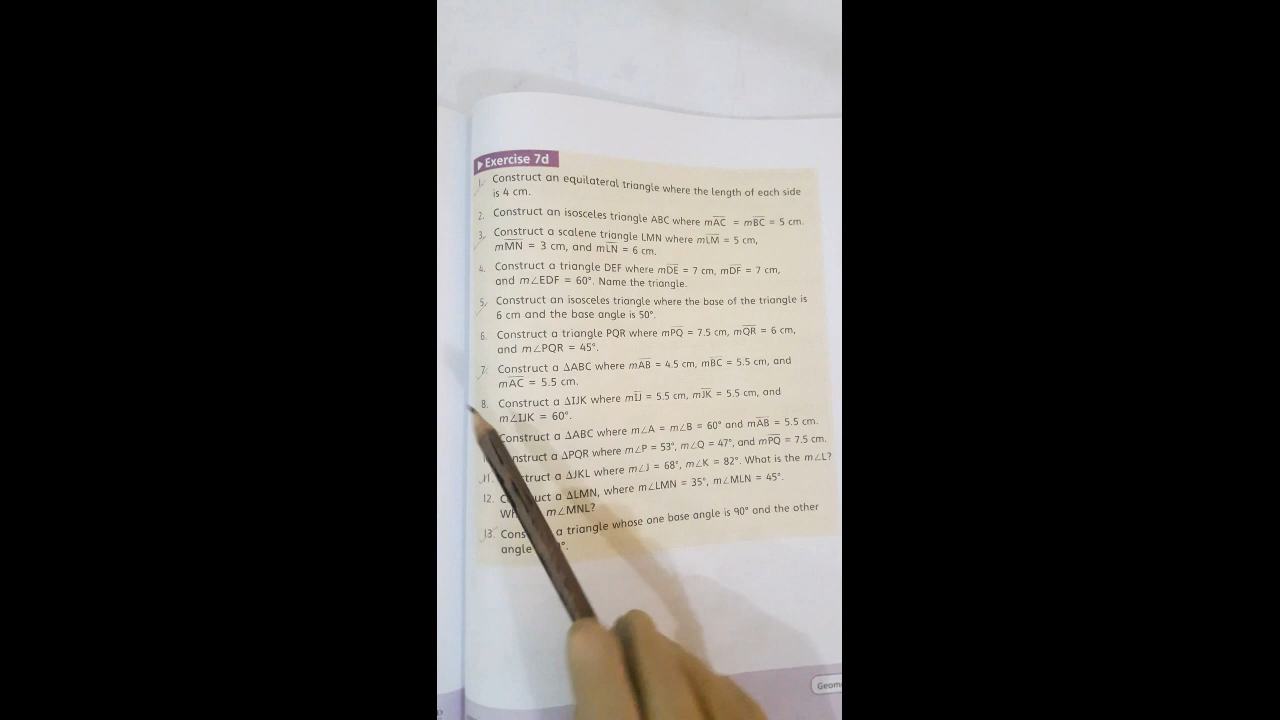 Exercise 7d
1. Construct an equilateral triangle where the length of each side
is 4 cm.
2. Construct an isosceles triangle ABC where mAC = mBC = 5 cm.
3. Construct a scalene triangle LMN where mLM = 5 cm,
mMN = 3 cm, and mLN = 6 cm.
4. Construct a triangle DEF where mDE = 7 cm, mDF = 7 cm,
and m∠EDF = 60°. Name the triangle.
5. Construct an isosceles triangle where the base of the triangle is
6 cm and the base angle is 50°.
6. Construct a triangle PQR where mPQ = 7.5 cm, mQR = 6 cm,
and m∠PQR = 45°.
7. Construct a ΔABC where mAB = 4.5 cm, mBC = 5.5 cm, and
mAC = 5.5 cm.
8. Construct a ΔIJK where mIJ = 5.5 cm, mJK = 5.5 cm, and
m∠IJK = 60°.
Construct a ΔABC where m∠A = m∠B = 60° and mAB = 5.5 cm.
a ΔPQR where m∠P = 53°, m∠Q = 47°, and mPQ = 7.5 cm.
11. a ΔJKL where m∠J = 68°, m∠K = 82°. What is the m∠L?
12. a ΔLMN, where m∠LMN = 35°, m∠MLN = 45°.
m∠MNL?
13. a triangle whose one base angle is 90° and the other
angle